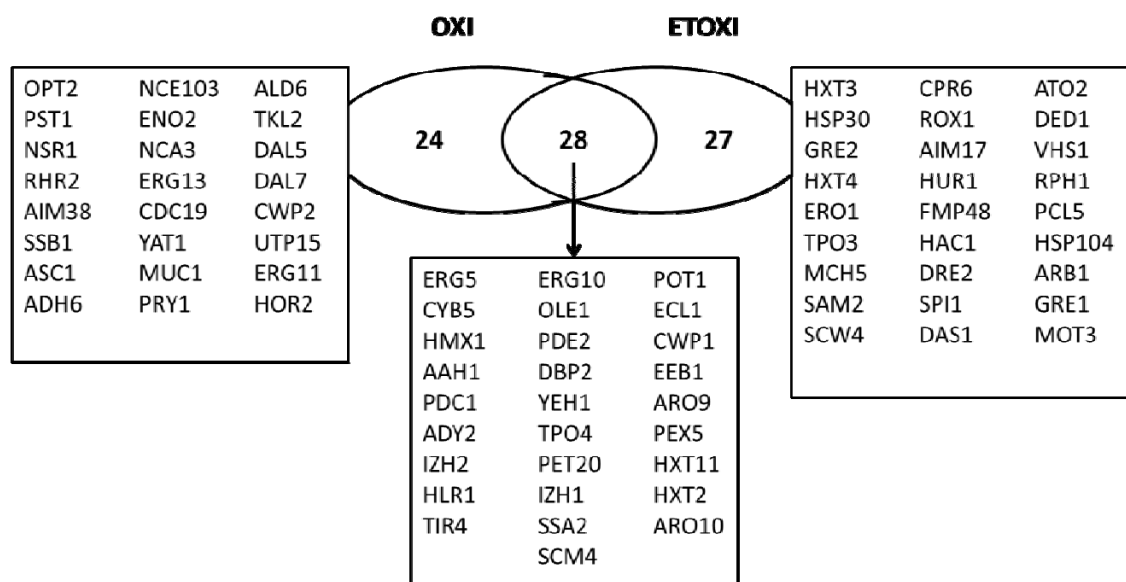 OXI ETOXI
24 28 27
OPT2 NCE103 ALD6
PST1 ENO2 TKL2
NSR1 NCA3 DAL5
RHR2 ERG13 DAL7
AIM38 CDC19 CWP2
SSB1 YAT1 UTP15
ASC1 MUC1 ERG11
ADH6 PRY1 HOR2
HXT3 CPR6 ATO2
HSP30 ROX1 DED1
GRE2 AIM17 VHS1
HXT4 HUR1 RPH1
ERO1 FMP48 PCL5
TPO3 HAC1 HSP104
MCH5 DRE2 ARB1
SAM2 SPI1 GRE1
SCW4 DAS1 MOT3
ERG5 ERG10 POT1
CYB5 OLE1 ECL1
HMX1 PDE2 CWP1
AAH1 DBP2 EEB1
PDC1 YEH1 ARO9
ADY2 TPO4 PEX5
IZH2 PET20 HXT11
HLR1 IZH1 HXT2
TIR4 SSA2 ARO10
SCM4